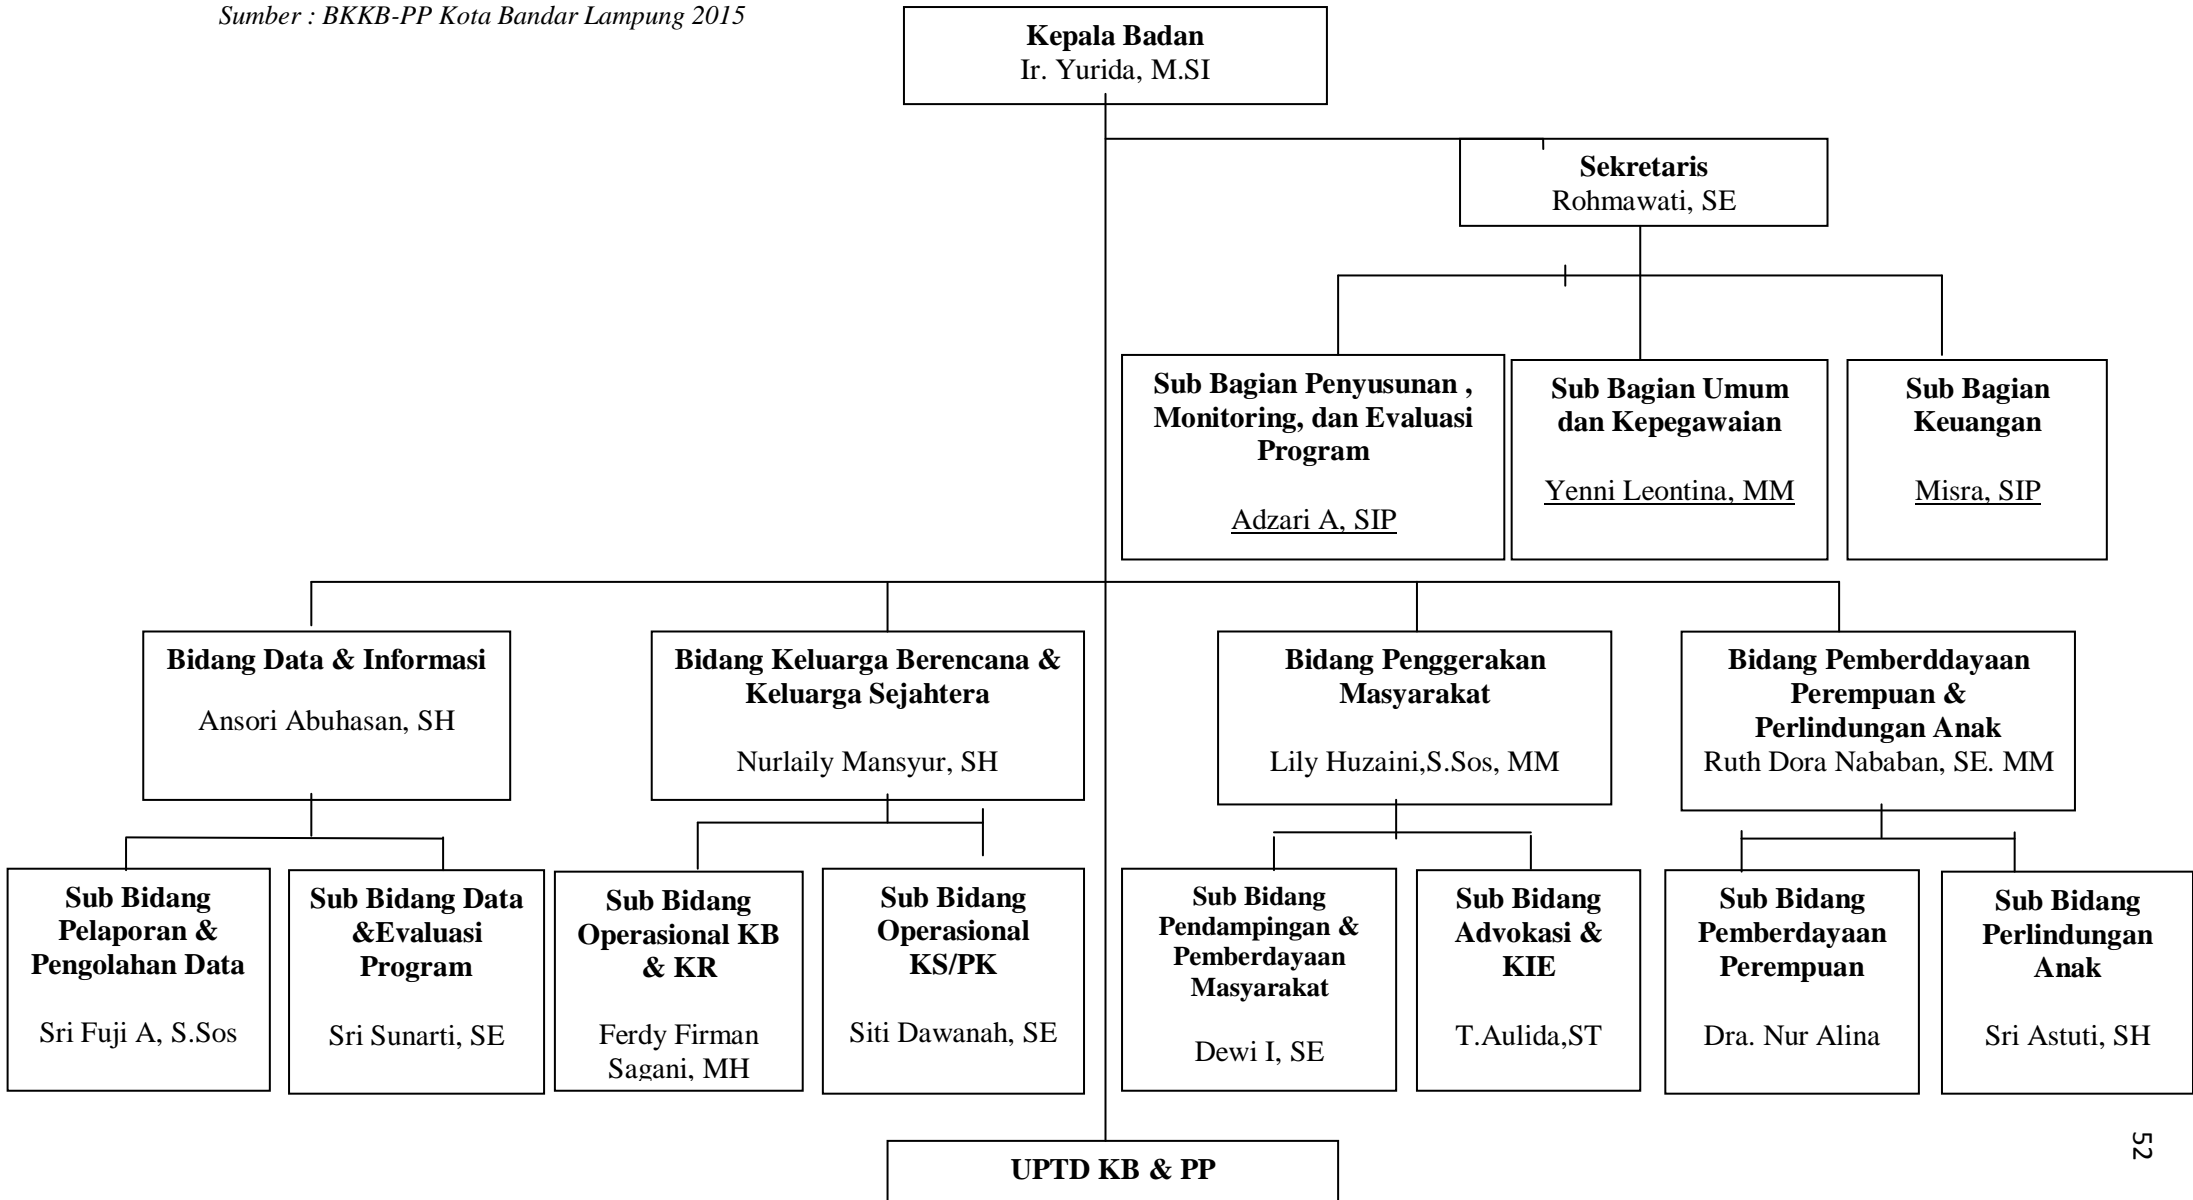 Sumber : BKKB-PP Kota Bandar Lampung 2015
Kepala Badan
Ir. Yurida, M.SI
Sekretaris
Rohmawati, SE
Sub Bagian Penyusunan ,
Monitoring, dan Evaluasi
Program
Adzari A, SIP
Sub Bagian Umum
dan Kepegawaian
Yenni Leontina, MM
Sub Bagian
Keuangan
Misra, SIP
Bidang Data & Informasi
Ansori Abuhasan, SH
Bidang Keluarga Berencana &
Keluarga Sejahtera
Nurlaily Mansyur, SH
Bidang Penggerakan
Masyarakat
Lily Huzaini,S.Sos, MM
Bidang Pemberddayaan
Perempuan &
Perlindungan Anak
Ruth Dora Nababan, SE. MM
Sub Bidang
Pelaporan &
Pengolahan Data
Sri Fuji A, S.Sos
Sub Bidang Data
&Evaluasi
Program
Sri Sunarti, SE
Sub Bidang
Operasional KB
& KR
Ferdy Firman
Sagani, MH
Sub Bidang
Operasional
KS/PK
Siti Dawanah, SE
Sub Bidang
Pendampingan &
Pemberdayaan
Masyarakat
Dewi I, SE
Sub Bidang
Advokasi &
KIE
T.Aulida,ST
Sub Bidang
Pemberdayaan
Perempuan
Dra. Nur Alina
Sub Bidang
Perlindungan
Anak
Sri Astuti, SH
UPTD KB & PP
52